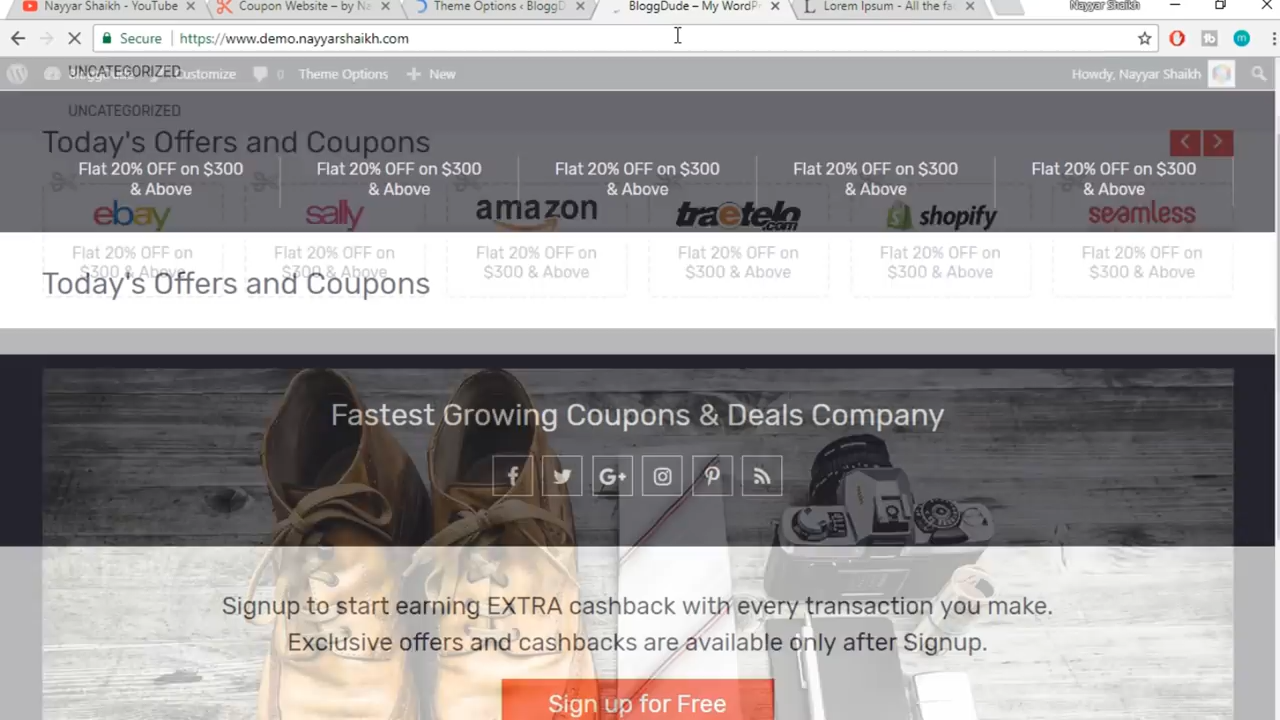 Nayyar Shaikh - YouTube
Coupon Website – by Na
Theme Options ‹ BloggD
BloggDude – My WordPr
Lorem Ipsum - All the fa
Nayyar Shaikh
Secure
https://www.demo.nayyarshaikh.com
UNCATEGORIZED
Customize
0
Theme Options
New
Howdy, Nayyar Shaikh
UNCATEGORIZED
Today's Offers and Coupons
Flat 20% OFF on $300
& Above
Flat 20% OFF on $300
& Above
Flat 20% OFF on $300
& Above
Flat 20% OFF on $300
& Above
Flat 20% OFF on $300
& Above
ebay
sally
amazon
traetelo.com
shopify
seamless
Flat 20% OFF on
$300 & Above
Flat 20% OFF on
$300 & Above
Flat 20% OFF on
$300 & Above
Flat 20% OFF on
$300 & Above
Flat 20% OFF on
$300 & Above
Flat 20% OFF on
$300 & Above
Today's Offers and Coupons
Fastest Growing Coupons & Deals Company
Signup to start earning EXTRA cashback with every transaction you make.
Exclusive offers and cashbacks are available only after Signup.
Sign up for Free